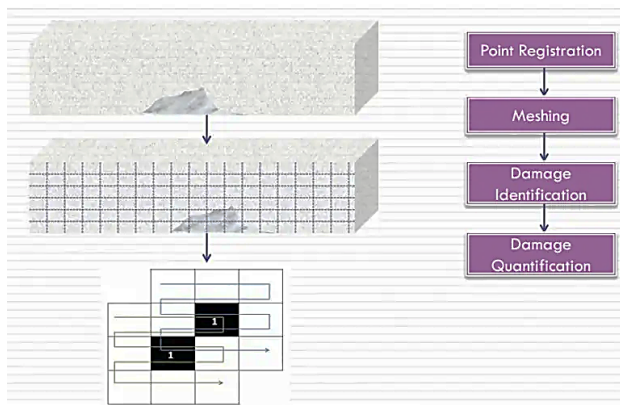 Point Registration
Meshing
Damage
Identification
Damage
Quantification
1
1